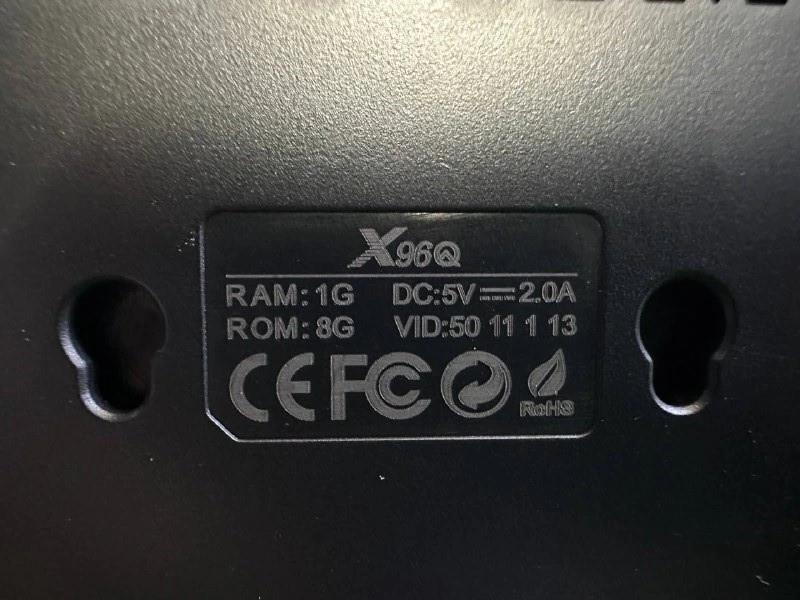 X96Q
RAM: 1G DC:5V⎓2.0A
ROM: 8G VID:50 11 1 13
CE FC RoHS